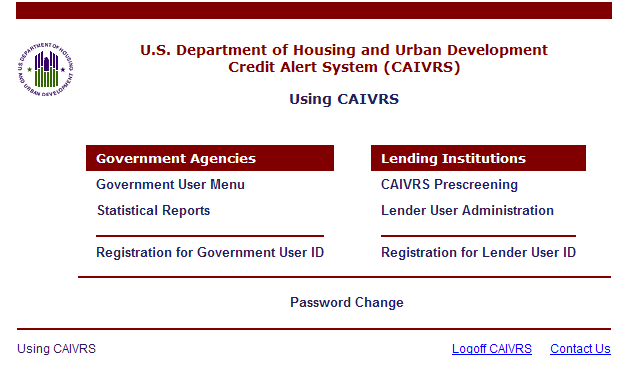 U.S. DEPARTMENT OF HOUSING
AND URBAN DEVELOPMENT
U.S. Department of Housing and Urban Development
Credit Alert System (CAIVRS)
Using CAIVRS
Government Agencies
Government User Menu
Statistical Reports
Registration for Government User ID
Lending Institutions
CAIVRS Prescreening
Lender User Administration
Registration for Lender User ID
Password Change
Using CAIVRS
Logoff CAIVRS
Contact Us